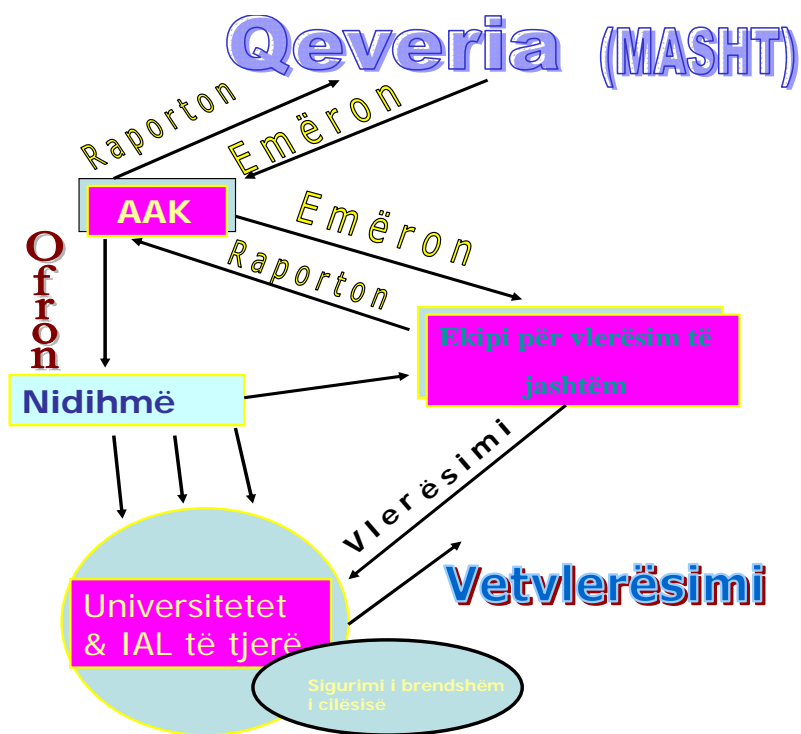 Qeveria (MASHT)
Raporton
Emëron
AAK
Emëron
Raporton
Ofron
Ekipi për vlerësim të
jashtëm
Nidihmë
Vlerësimi
Vetvlerësimi
Universitetet
& IAL të tjerë
Sigurimi i brendshëm
i cilësisë